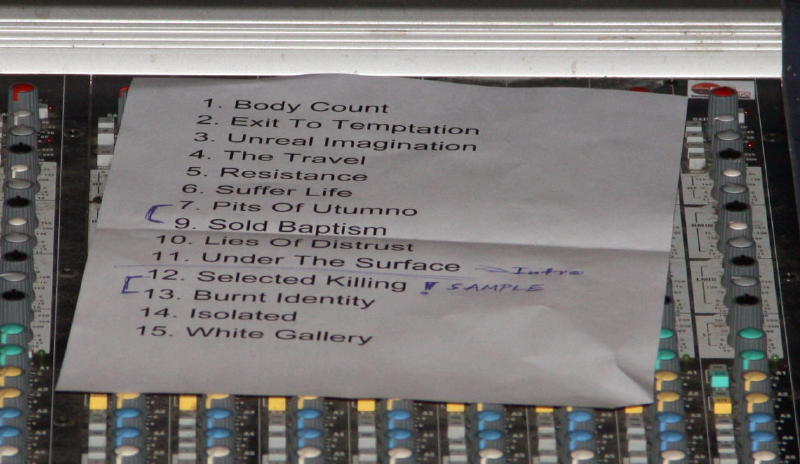 1. Body Count
2. Exit To Temptation
3. Unreal Imagination
4. The Travel
5. Resistance
6. Suffer Life
7. Pits Of Utumno
9. Sold Baptism
10. Lies Of Distrust
11. Under The Surface Intro
12. Selected Killing ! SAMPLE
13. Burnt Identity
14. Isolated
15. White Gallery